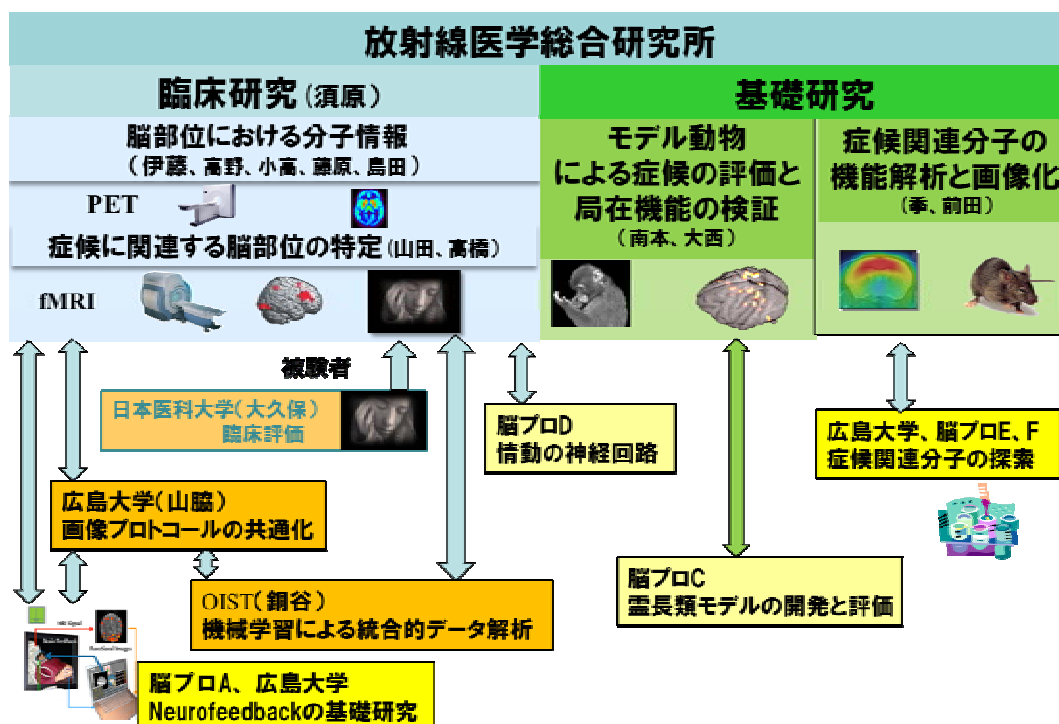 放射線医学総合研究所
臨床研究(須原)
脳部位における分子情報
(伊藤、高野、小高、藤原、島田)
PET
症候に関連する脳部位の特定(山田、高橋)
fMRI
基礎研究
モデル動物
による症候の評価と
局在機能の検証
(南本、大西)
症候関連分子の
機能解析と画像化
(季、前田)
被験者
日本医科大学(大久保)
臨床評価
脳プロD
情動の神経回路
広島大学、脳プロE、F
症候関連分子の探索
広島大学(山脇)
画像プロトコールの共通化
OIST(銅谷)
機械学習による統合的データ解析
脳プロC
霊長類モデルの開発と評価
MRI Signal
Functional Images
脳プロA、広島大学
Neurofeedbackの基礎研究